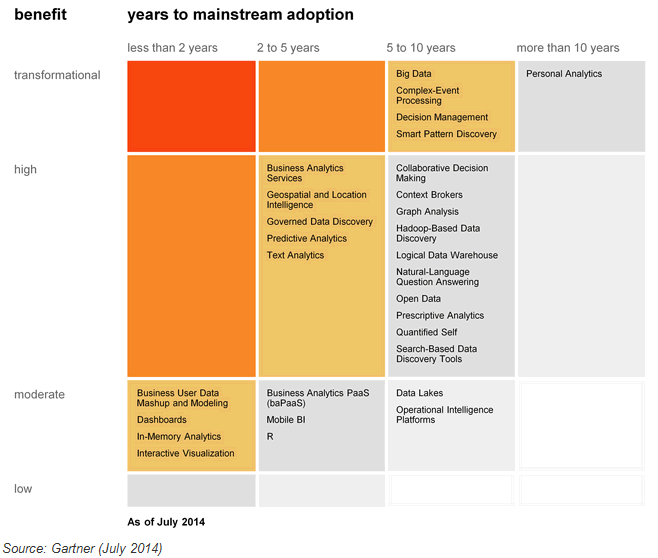 benefit
years to mainstream adoption
less than 2 years
2 to 5 years
5 to 10 years
more than 10 years
transformational
Big Data
Complex-Event
Processing
Decision Management
Smart Pattern Discovery
Personal Analytics
high
Business Analytics
Services
Geospatial and Location
Intelligence
Governed Data Discovery
Predictive Analytics
Text Analytics
Collaborative Decision
Making
Context Brokers
Graph Analysis
Hadoop-Based Data
Discovery
Logical Data Warehouse
Natural-Language
Question Answering
Open Data
Prescriptive Analytics
Quantified Self
Search-Based Data
Discovery Tools
moderate
Business User Data
Mashup and Modeling
Dashboards
In-Memory Analytics
Interactive Visualization
Business Analytics PaaS
(baPaaS)
Mobile BI
R
Data Lakes
Operational Intelligence
Platforms
low
As of July 2014
Source: Gartner (July 2014)